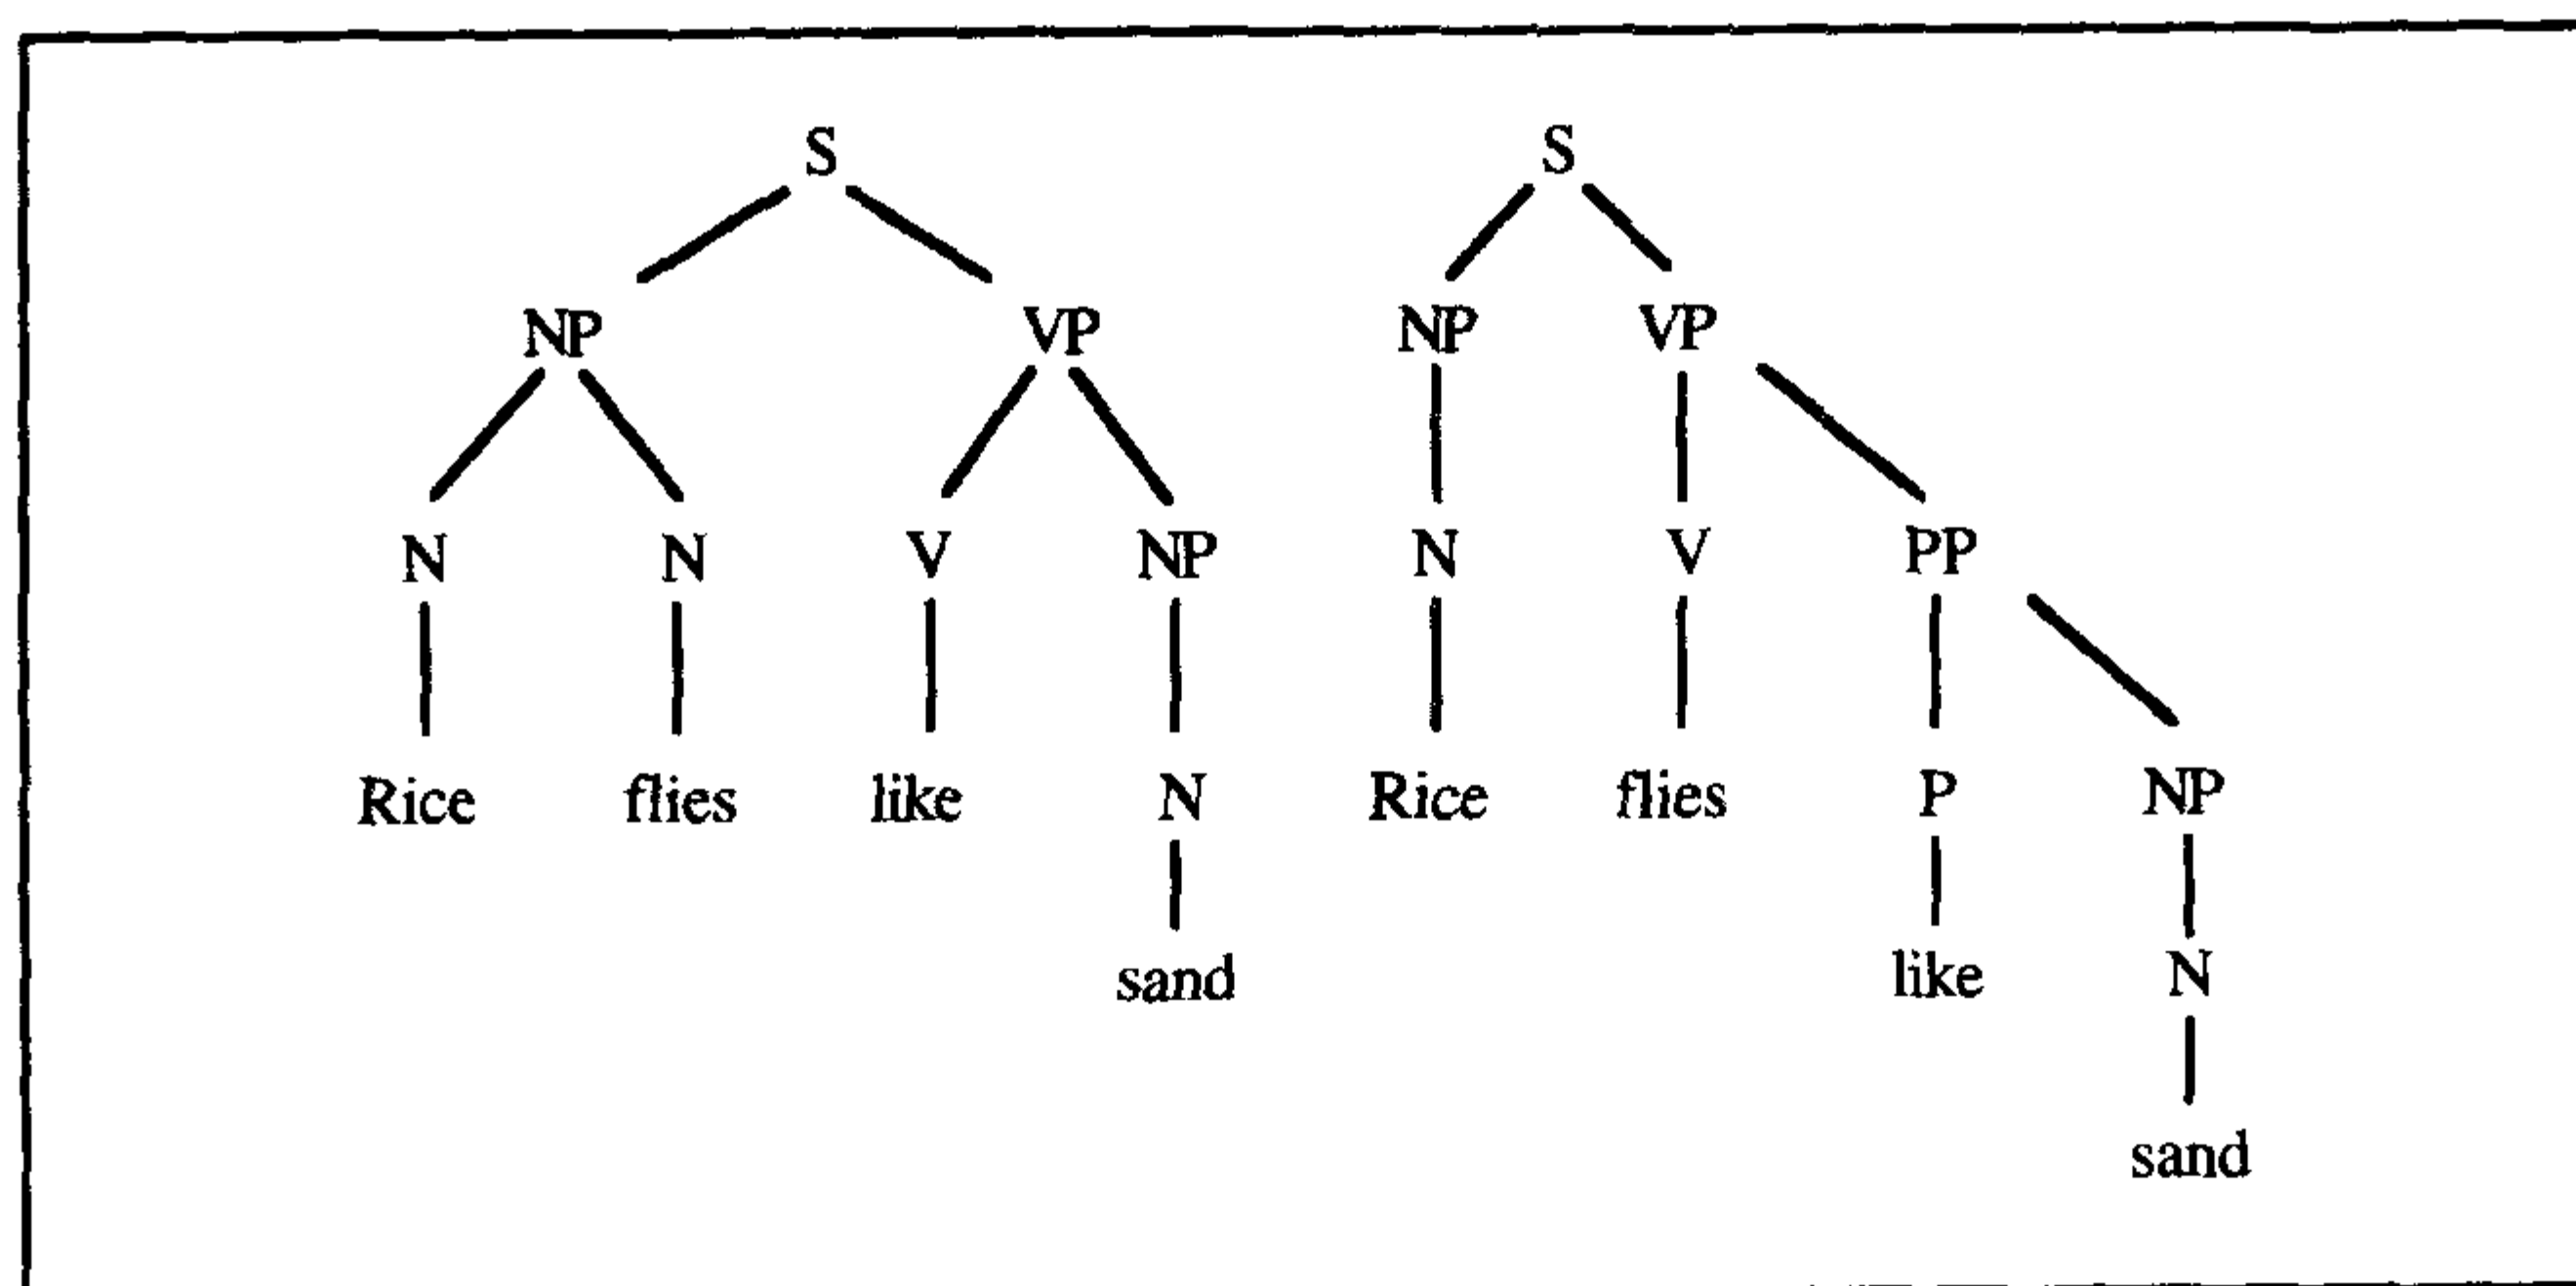 S S
NP VP NP VP
N N V NP N V PP
Rice flies like N Rice flies P NP
sand like N
sand